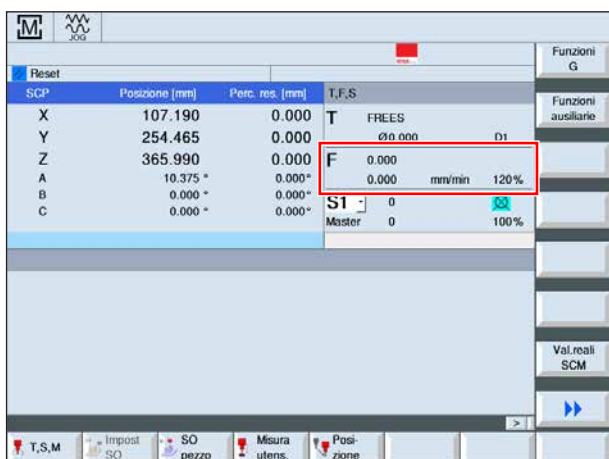 M
JOG
Funzioni
G
Reset
SCP Posizione [mm] Perc. res. [mm] T,F,S
Funzioni
ausiliarie
X 107.190 0.000 T FREES
Y 254.465 0.000 Ø0.000 D1
Z 365.990 0.000 F 0.000
A 10.375 ° 0.000° 0.000 mm/min 120%
B 0.000 ° 0.000° S1 0
C 0.000 ° 0.000° Master 0 100%
Val.reali
SCM
>
T,S,M Impost SO Misura Posi-
SO pezzo utens. zione